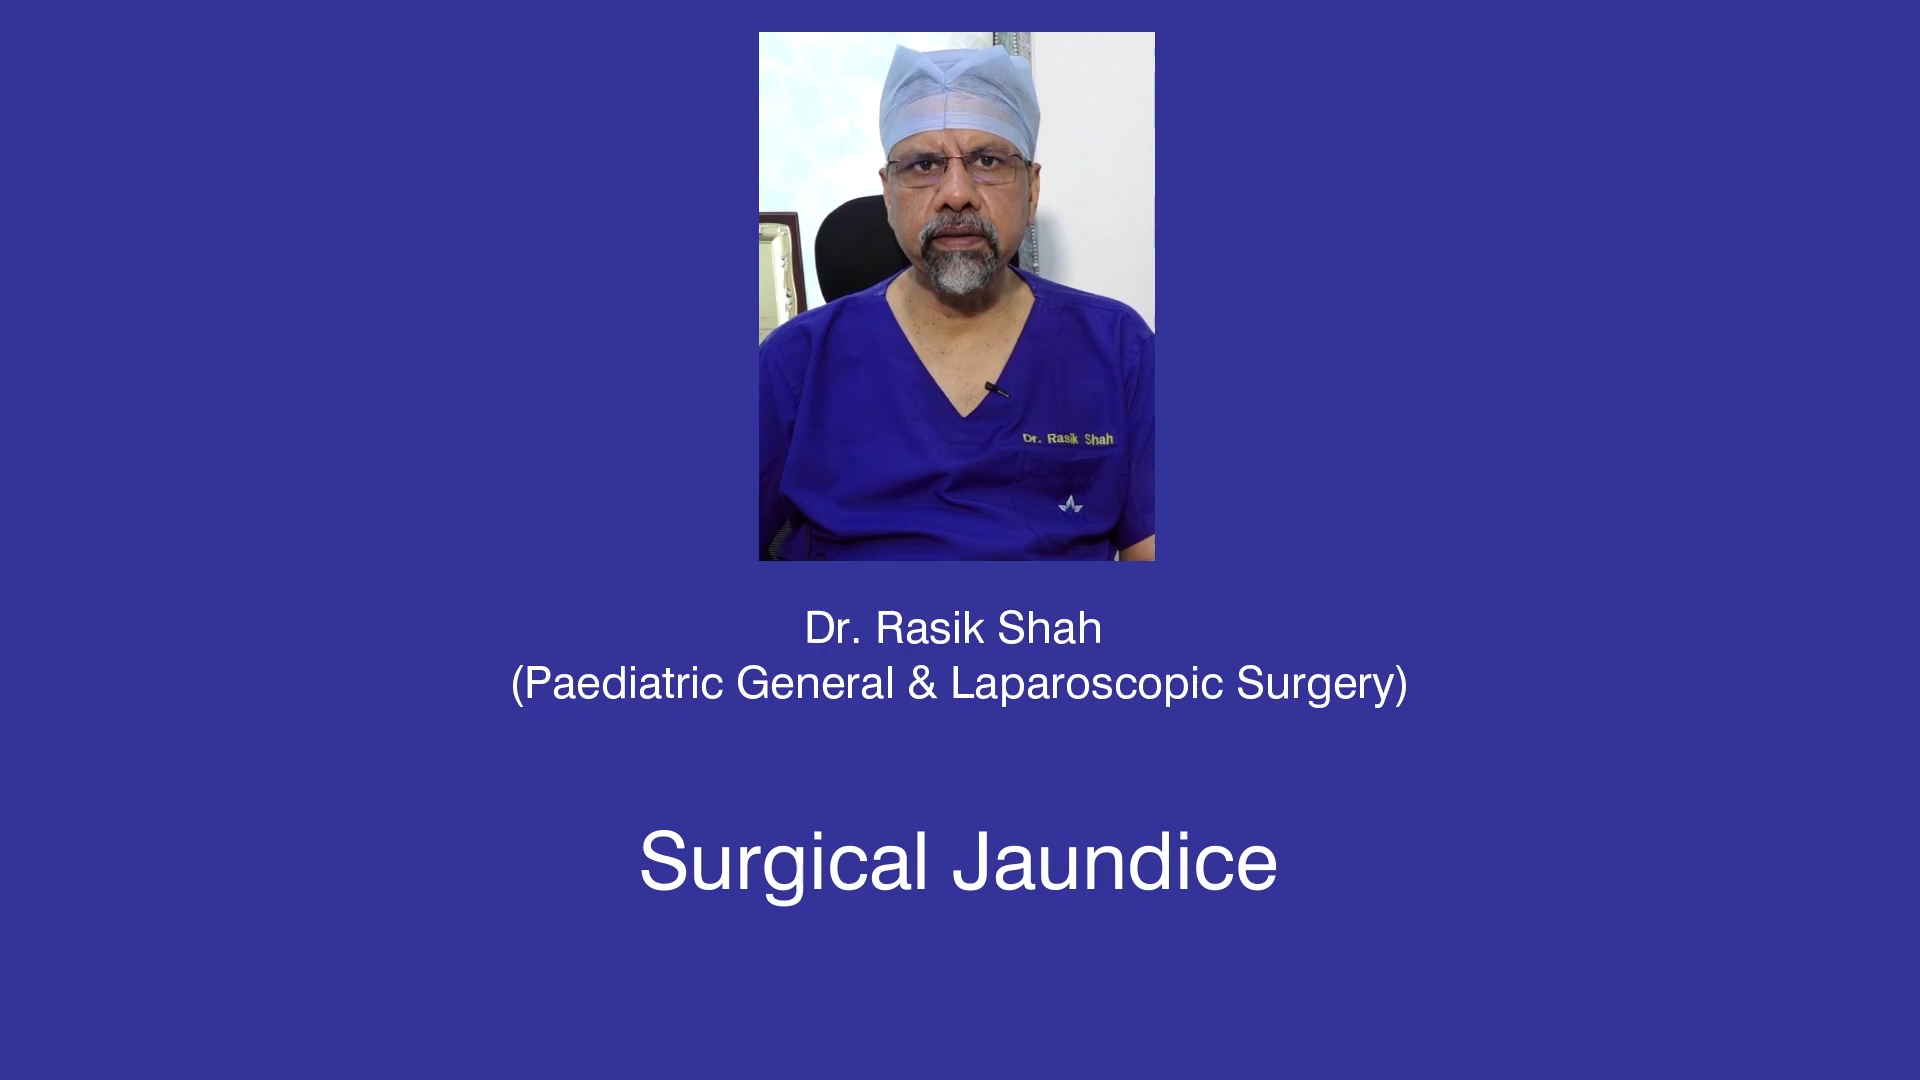 Dr. Rasik Shah
Dr. Rasik Shah
(Paediatric General & Laparoscopic Surgery)
Surgical Jaundice